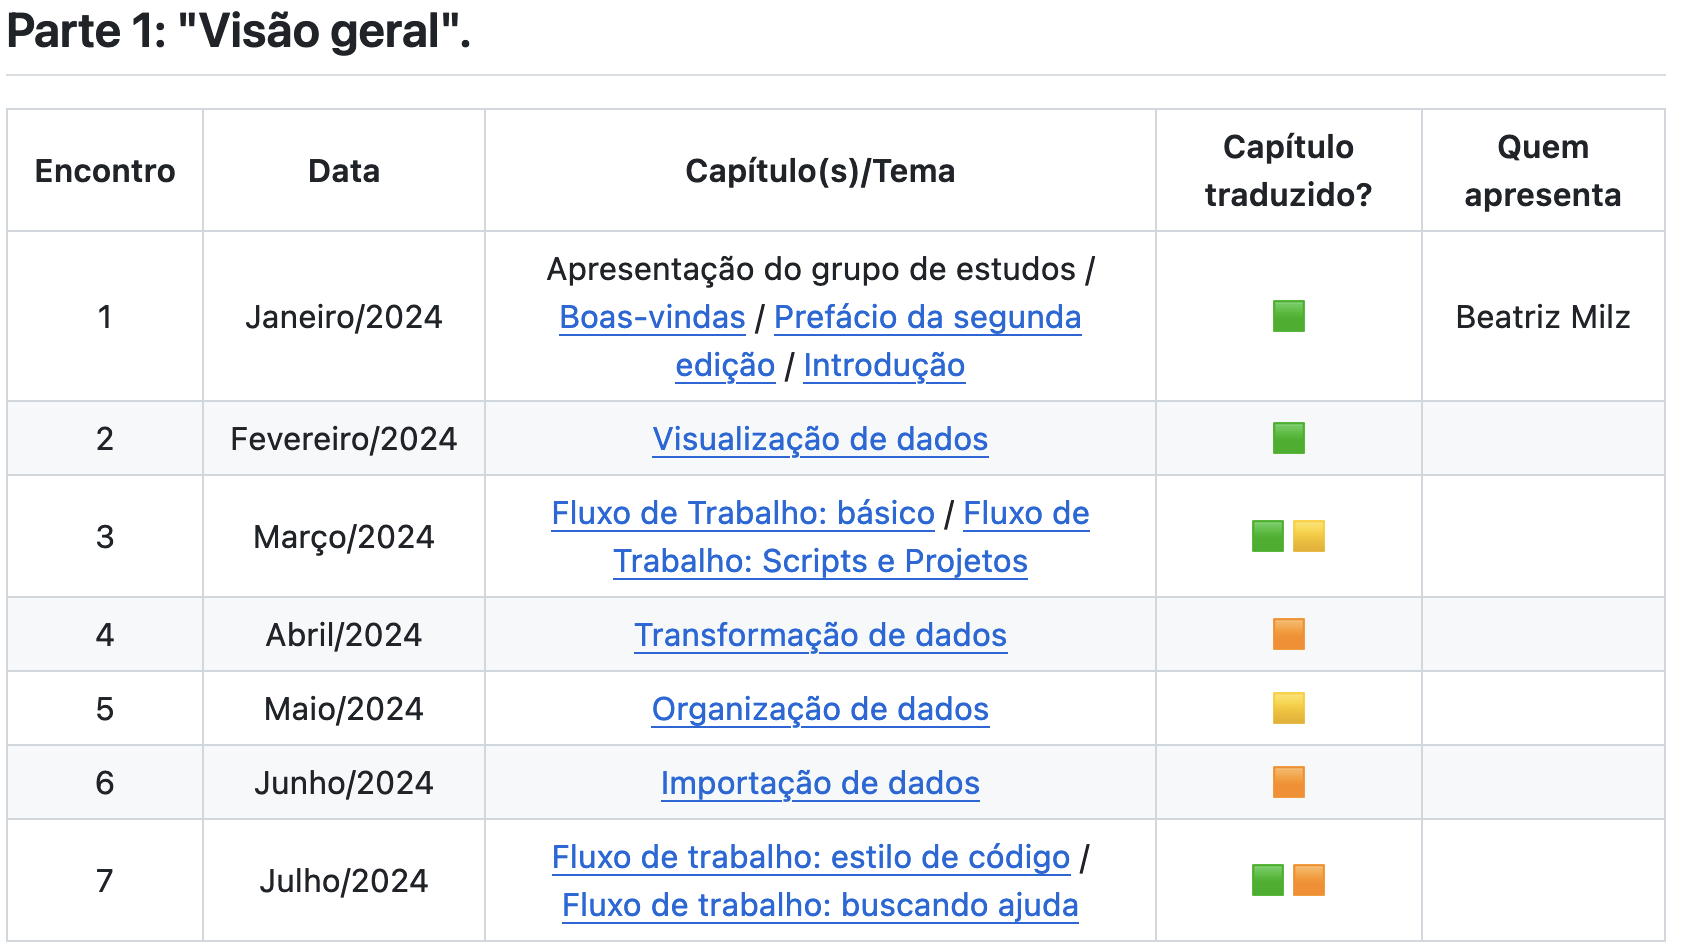 Parte 1: "Visão geral".
Encontro
Data
Capítulo(s)/Tema
Capítulo
traduzido?
Quem
apresenta
1
Janeiro/2024
Apresentação do grupo de estudos /
Boas-vindas / Prefácio da segunda
edição / Introdução
Beatriz Milz
2
Fevereiro/2024
Visualização de dados
3
Março/2024
Fluxo de Trabalho: básico / Fluxo de
Trabalho: Scripts e Projetos
4
Abril/2024
Transformação de dados
5
Maio/2024
Organização de dados
6
Junho/2024
Importação de dados
7
Julho/2024
Fluxo de trabalho: estilo de código /
Fluxo de trabalho: buscando ajuda